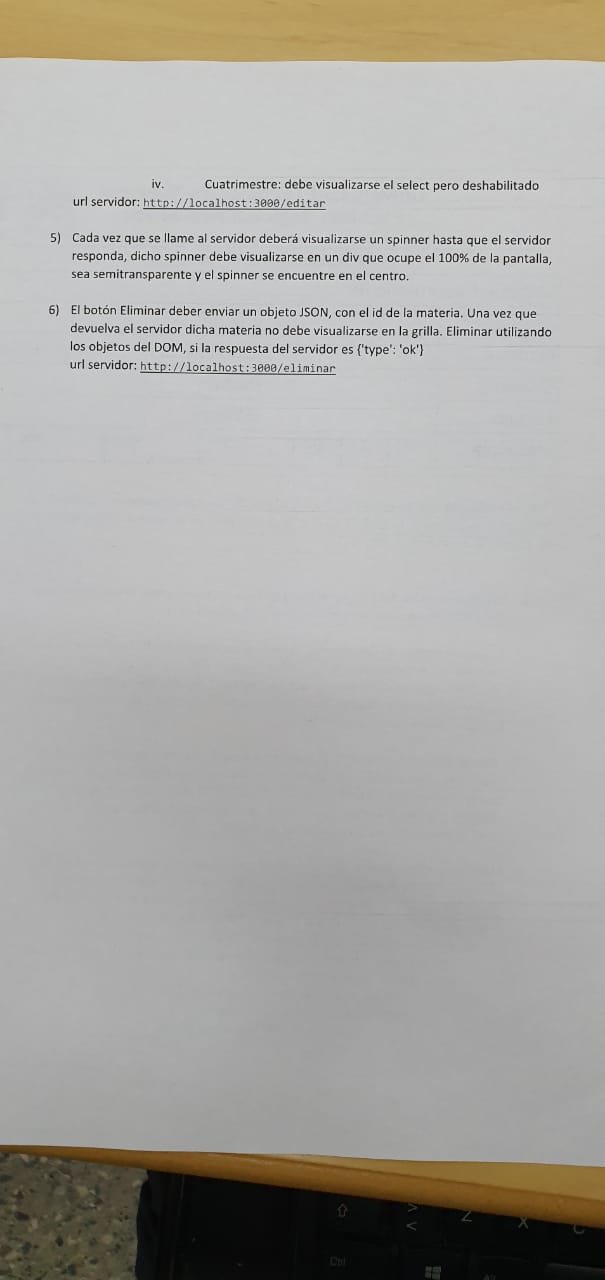 iv. Cuatrimestre: debe visualizarse el select pero deshabilitado
url servidor: http://localhost:3000/editar
5) Cada vez que se llame al servidor deberá visualizarse un spinner hasta que el servidor
responda, dicho spinner debe visualizarse en un div que ocupe el 100% de la pantalla,
sea semitransparente y el spinner se encuentre en el centro.
6) El botón Eliminar deber enviar un objeto JSON, con el id de la materia. Una vez que
devuelva el servidor dicha materia no debe visualizarse en la grilla. Eliminar utilizando
los objetos del DOM, si la respuesta del servidor es {'type': 'ok'}
url servidor: http://localhost:3000/eliminar
> <
Z
X
C
Ctrl